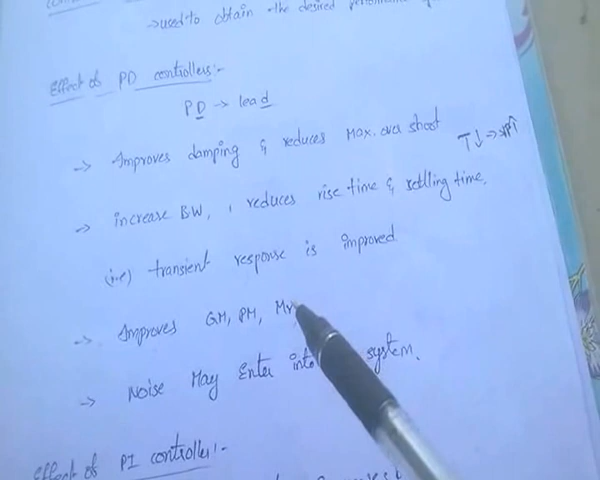 → used to obtain the desired
Effect of PD controllers:-
PD → lead
→ Improves damping & reduces Max. over shoot
T↓ ⇒
→ increase BW, , reduces rise time & settling time.
(i.e) transient response is improved
→ Improves GM, PM, Mr
→ Noise May Enter into system.
Effect of PI controller:-